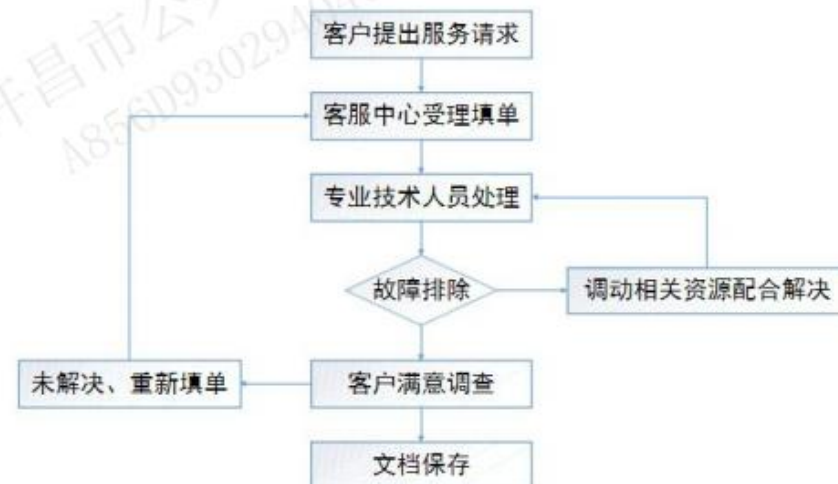 客户提出服务请求
客服中心受理填单
专业技术人员处理
故障排除
调动相关资源配合解决
未解决、重新填单
客户满意调查
文档保存